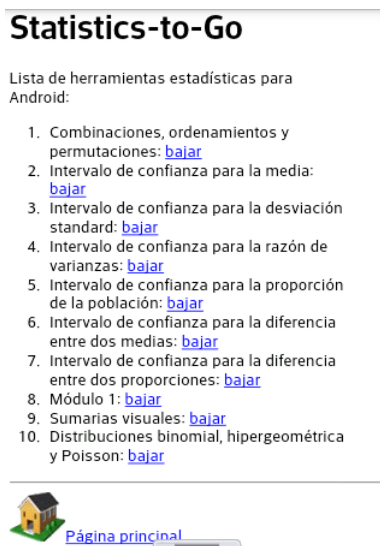 Statistics-to-Go
Lista de herramientas estadísticas para
Android:
1. Combinaciones, ordenamientos y
permutaciones: bajar
2. Intervalo de confianza para la media:
bajar
3. Intervalo de confianza para la desviación
standard: bajar
4. Intervalo de confianza para la razón de
varianzas: bajar
5. Intervalo de confianza para la proporción
de la población: bajar
6. Intervalo de confianza para la diferencia
entre dos medias: bajar
7. Intervalo de confianza para la diferencia
entre dos proporciones: bajar
8. Módulo 1: bajar
9. Sumarias visuales: bajar
10. Distribuciones binomial, hipergeométrica
y Poisson: bajar
Página principal